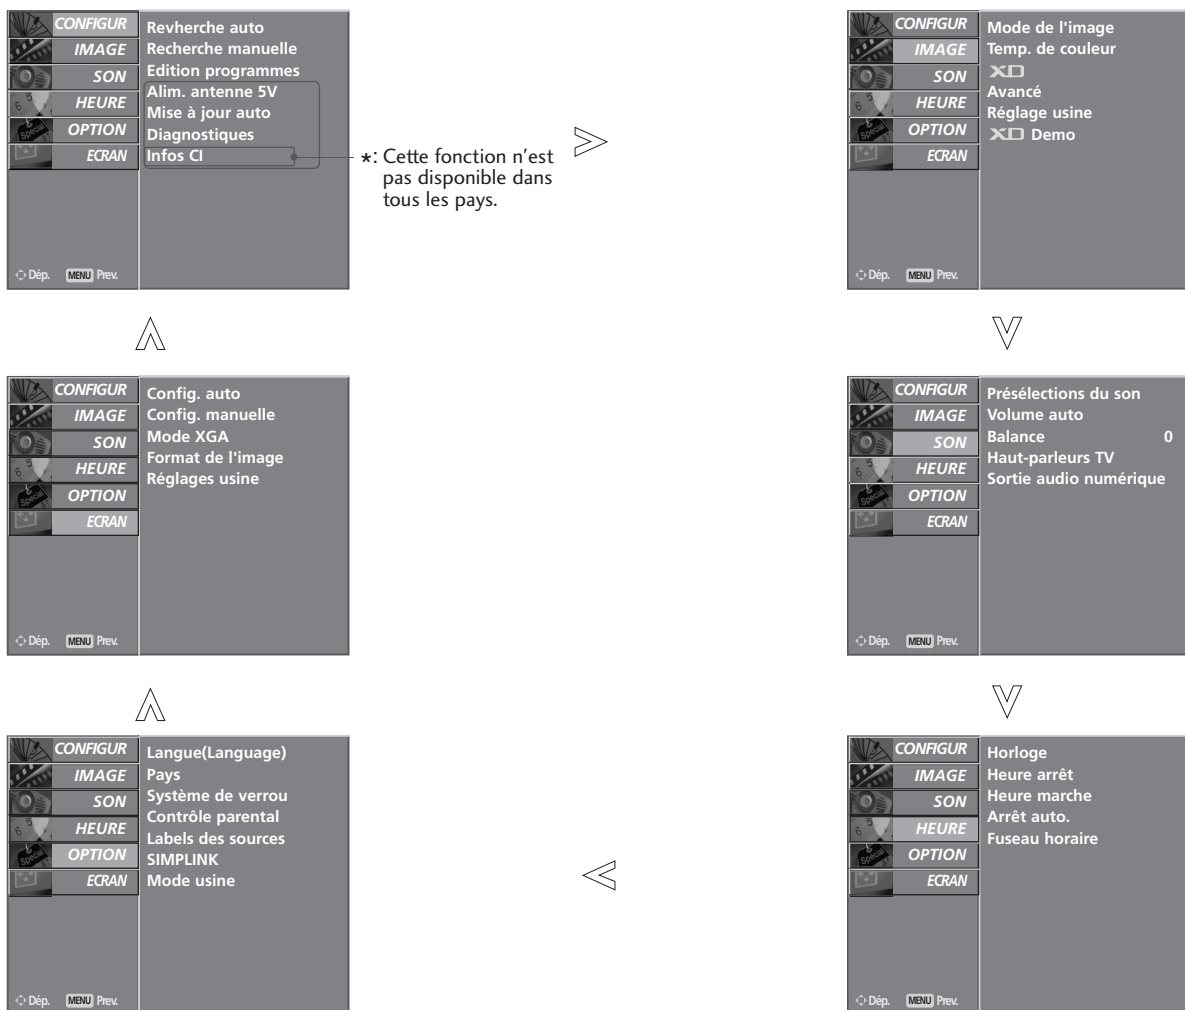 CONFIGUR
IMAGE
SON
HEURE
OPTION
ECRAN
Revherche auto
Recherche manuelle
Edition programmes
Alim. antenne 5V
Mise à jour auto
Diagnostiques
Infos CI
Dép. MENU Prev.
*: Cette fonction n'est
pas disponible dans
tous les pays.
CONFIGUR
IMAGE
SON
HEURE
OPTION
ECRAN
Mode de l'image
Temp. de couleur
XD
Avancé
Réglage usine
XD Demo
Dép. MENU Prev.
CONFIGUR
IMAGE
SON
HEURE
OPTION
ECRAN
Config. auto
Config. manuelle
Mode XGA
Format de l'image
Réglages usine
Dép. MENU Prev.
CONFIGUR
IMAGE
SON
HEURE
OPTION
ECRAN
Présélections du son
Volume auto
Balance 0
Haut-parleurs TV
Sortie audio numérique
Dép. MENU Prev.
CONFIGUR
IMAGE
SON
HEURE
OPTION
ECRAN
Langue(Language)
Pays
Système de verrou
Contrôle parental
Labels des sources
SIMPLINK
Mode usine
Dép. MENU Prev.
CONFIGUR
IMAGE
SON
HEURE
OPTION
ECRAN
Horloge
Heure arrêt
Heure marche
Arrêt auto.
Fuseau horaire
Dép. MENU Prev.